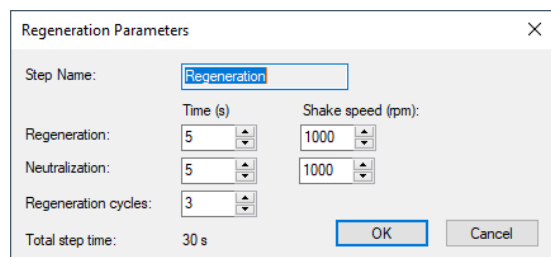 Regeneration Parameters
Step Name: Regeneration
Time (s) Shake speed (rpm):
Regeneration: 5 1000
Neutralization: 5 1000
Regeneration cycles: 3
Total step time: 30 s OK Cancel